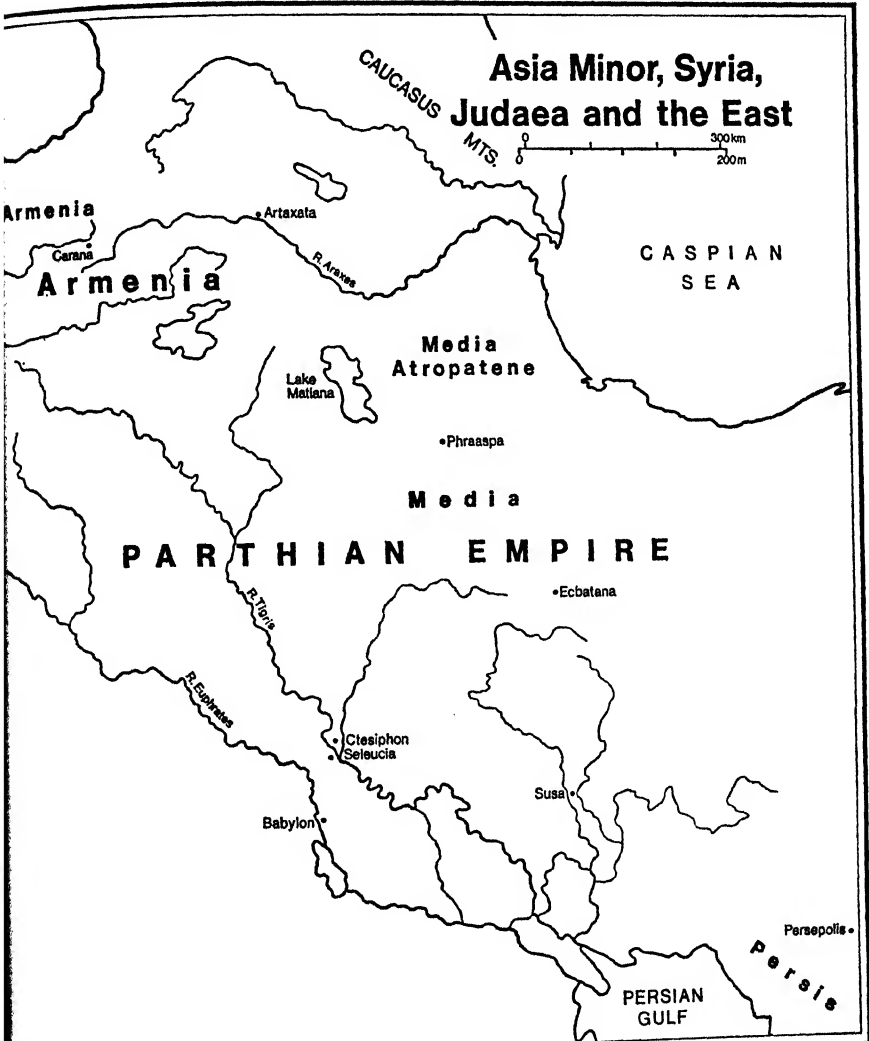 Asia Minor, Syria,
Judaea and the East
0 300km
0 200m
CAUCASUS MTS.
Armenia
Artaxata
Carana
Armenia
R. Araxes
CASPIAN
SEA
Media
Atropatene
Lake
Matiana
Phraaspa
Media
PARTHIAN EMPIRE
Ecbatana
R. Tigris
R. Euphrates
Ctesiphon
Seleucia
Susa
Babylon
Persepolis
Persis
PERSIAN
GULF